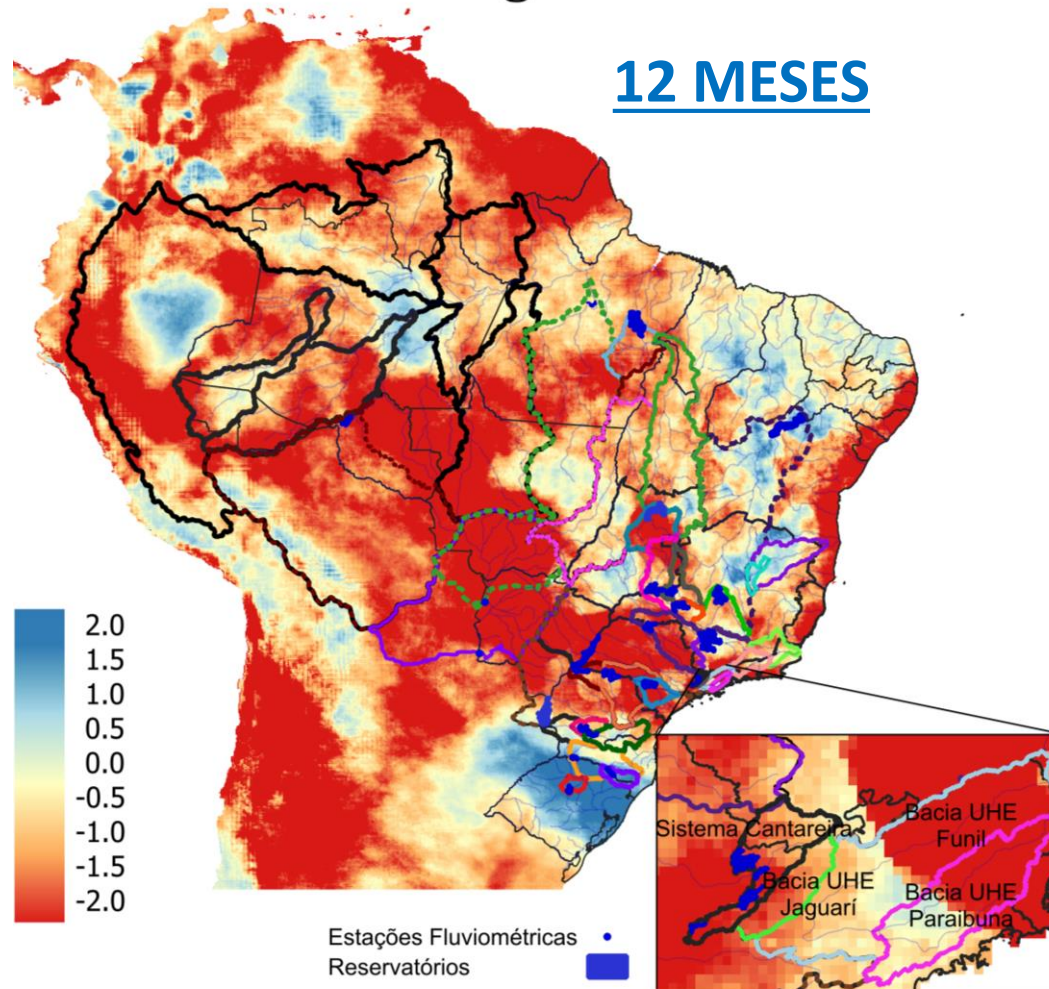 12 MESES
2.0
1.5
1.0
0.5
0.0
-0.5
-1.0
-1.5
-2.0
Estações Fluviométricas
Reservatórios
Sistema Cantareira
Bacia UHE
Funil
Bacia UHE
Jaguarí
Bacia UHE
Paraibuna